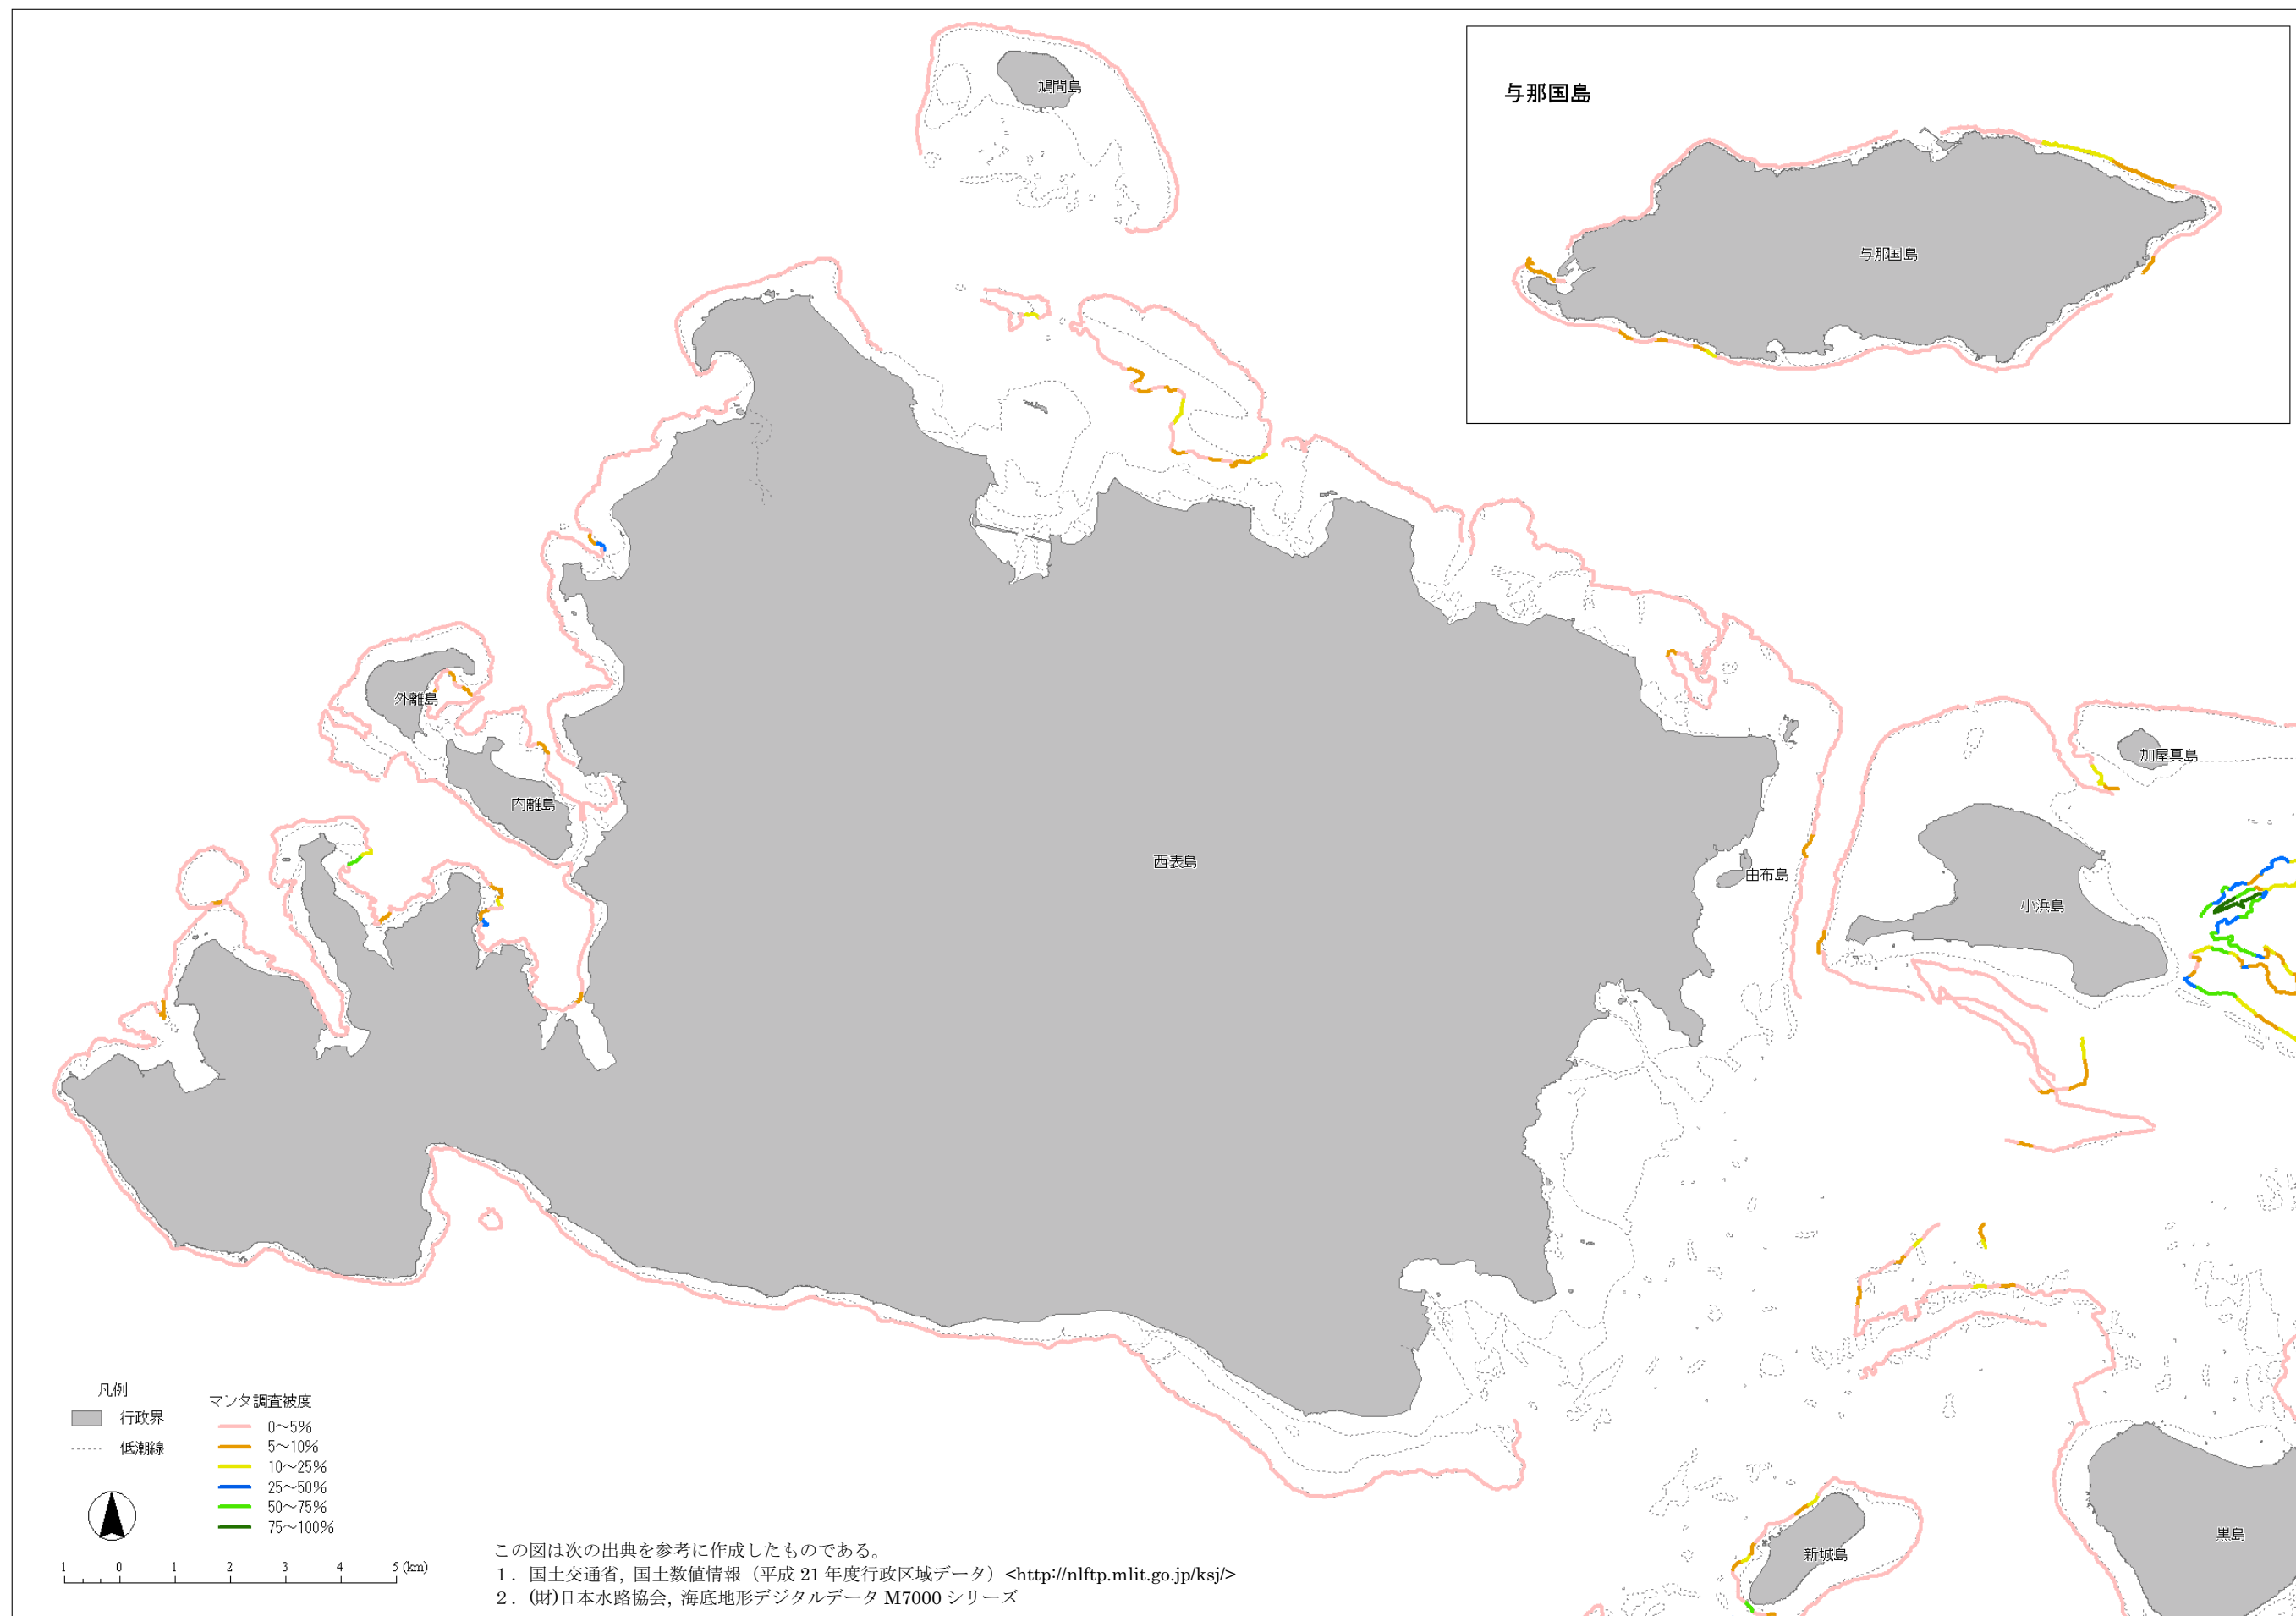 鳩間島
与那国島
与那国島
外離島
内離島
西表島
由布島
加屋真島
小浜島
新城島
黒島
凡例
行政界
低潮線
マンタ調査被度
0～5%
5～10%
10～25%
25～50%
50～75%
75～100%
1 0 1 2 3 4 5 (km)
この図は次の出典を参考に作成したものである。
１．国土交通省, 国土数値情報（平成 21 年度行政区域データ）<http://nlftp.mlit.go.jp/ksj/>
２．(財)日本水路協会, 海底地形デジタルデータ M7000 シリーズ